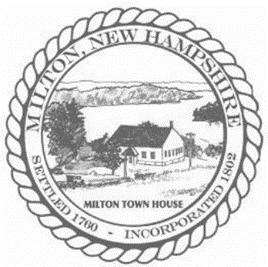 MILTON, NEW HAMPSHIRE
MILTON TOWN HOUSE
SETTLED 1760 - INCORPORATED 1802